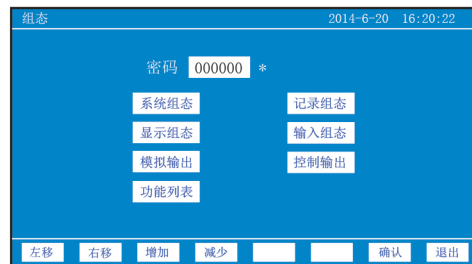 组态 2014-6-20 16:20:22
密码 000000 *
系统组态 记录组态
显示组态 输入组态
模拟输出 控制输出
功能列表
左移 右移 增加 减少 确认 退出